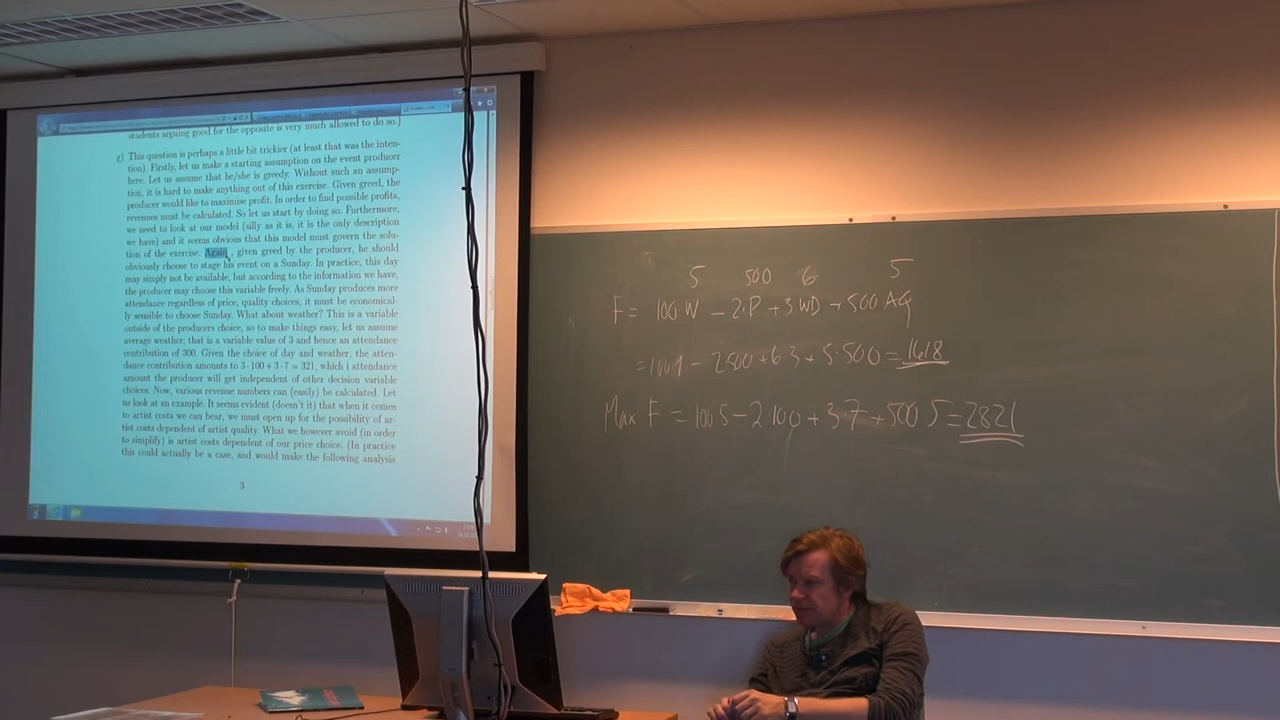 students arguing good for the opposite is very much allowed to do so.)
g) This question is perhaps a little bit trickier (at least that was the inten-
tion). Firstly, let us make a starting assumption on the event producer
here. Let us assume that he/she is greedy. Without such an assump-
tion, it is hard to make anything out of this exercise. Given greed, the
producer would like to maximise profit. In order to find possible profits,
revenues must be calculated. So let us start by doing so. Furthermore,
we need to look at our model (silly as it is, it is the only description
we have) and it seems obvious that this model must govern the solu-
tion of the exercise. Again, given greed by the producer, he should
obviously choose to stage his event on a Sunday. In practice, this day
may simply not be available, but according to the information we have,
the producer may choose this variable freely. As Sunday produces more
attendance regardless of price, quality choices, it must be economical-
ly sensible to choose Sunday. What about weather? This is a variable
outside of the producers choice, so to make things easy, let us assume
average weather; that is a variable value of 3 and hence an attendance
contribution of 300. Given the choice of day and weather, the atten-
dance contribution amounts to 3·100+3·7 = 321, which i attendance
amount the producer will get independent of other decision variable
choices. Now, various revenue numbers can (easily) be calculated. Let
us look at an example. It seems evident (doesn't it) that when it comes
to artist costs we can hear, we must open up for the possibility of ar-
tist costs dependent of artist quality. What we however avoid (in order
to simplify) is artist costs dependent of our price choice. (In practice
this could actually be a case, and would make the following analysis
3
5 500 6 5
F = 100·W - 2·P + 3·WD + 500·AQ
= 100·1 - 2 500 + 6 3 + 5·500 = 1618
Max F = 100 5 - 2·100 + 3·7 + 500 5 = 2821